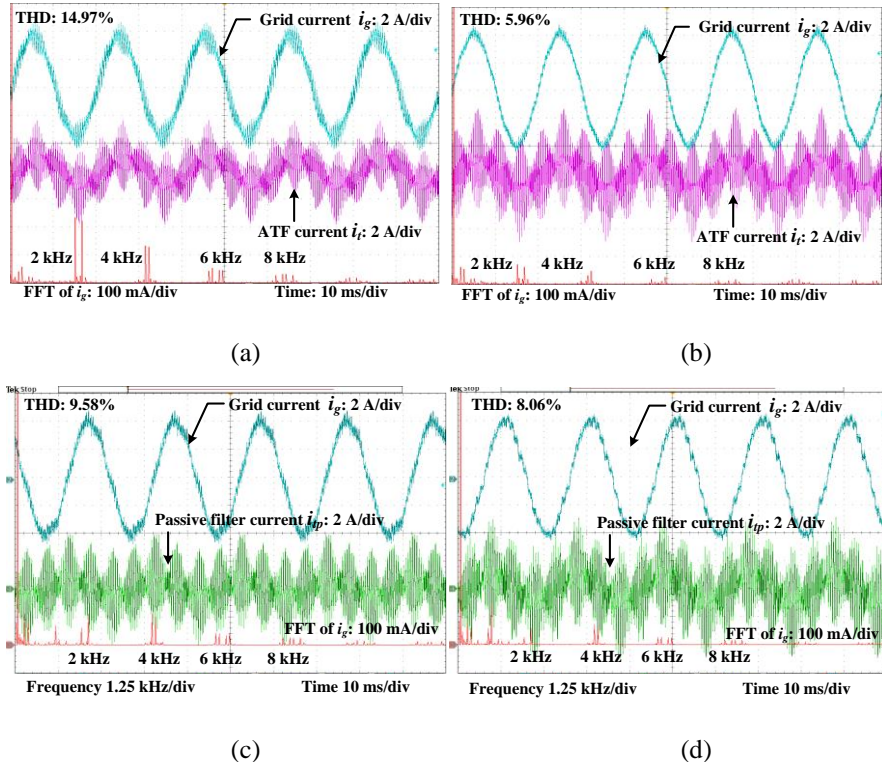 THD: 14.97%
Grid current ig: 2 A/div
ATF current it: 2 A/div
2 kHz 4 kHz 6 kHz 8 kHz
FFT of ig: 100 mA/div Time: 10 ms/div
(a)
THD: 5.96%
Grid current ig: 2 A/div
ATF current it: 2 A/div
2 kHz 4 kHz 6 kHz 8 kHz
FFT of ig: 100 mA/div Time: 10 ms/div
(b)
Tek Stop
THD: 9.58%
Grid current ig: 2 A/div
Passive filter current itp: 2 A/div
FFT of ig: 100 mA/div
2 kHz 4 kHz 6 kHz 8 kHz
Frequency 1.25 kHz/div Time 10 ms/div
(c)
Tek Stop
THD: 8.06%
Grid current ig: 2 A/div
Passive filter current itp: 2 A/div
FFT of ig: 100 mA/div
2 kHz 4 kHz 6 kHz 8 kHz
Frequency 1.25 kHz/div Time 10 ms/div
(d)